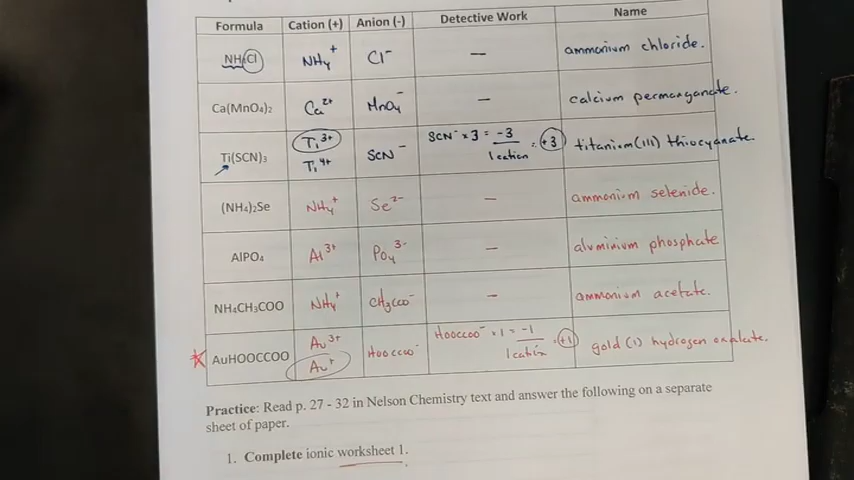 Formula Cation (+) Anion (-) Detective Work Name
NH₄Cl NH₄⁺ Cl⁻ — ammonium chloride.
Ca(MnO₄)₂ Ca²⁺ MnO₄⁻ — calcium permanganate.
Ti(SCN)₃ Ti³⁺ Ti⁴⁺ SCN⁻ SCN⁻ × 3 = -3 / 1 cation ∴ +3 titanium(III) thiocyanate.
(NH₄)₂Se NH₄⁺ Se²⁻ — ammonium selenide.
AlPO₄ Al³⁺ PO₄³⁻ — aluminium phosphate
NH₄CH₃COO NH₄⁺ CH₃COO⁻ — ammonium acetate.
AuHOOCCOO Au³⁺ Au⁺ HOOCCOO⁻ HOOCCOO⁻ × 1 = -1 / 1 cation = +1 gold (I) hydrogen oxalate.
Practice: Read p. 27 - 32 in Nelson Chemistry text and answer the following on a separate
sheet of paper.
1. Complete ionic worksheet 1.